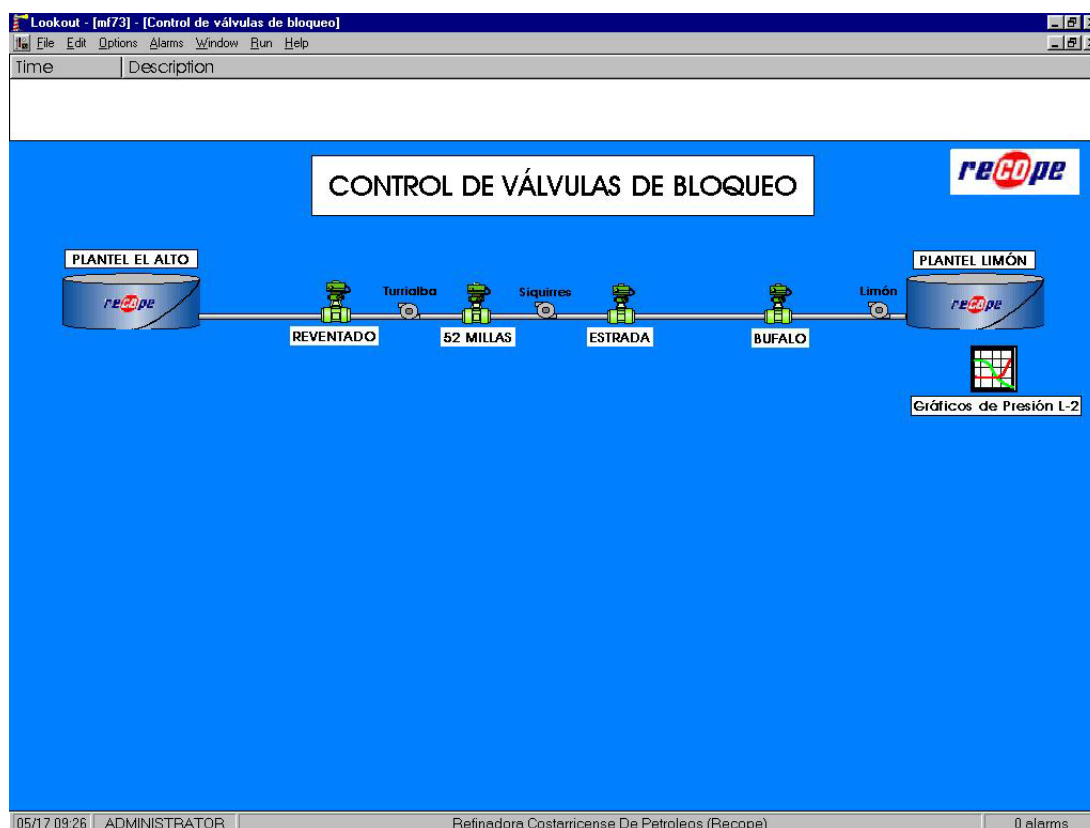 Lookout - [mf73] - [Control de válvulas de bloqueo]
File Edit Options Alarms Window Run Help
Time Description
recope
CONTROL DE VÁLVULAS DE BLOQUEO
PLANTEL EL ALTO
PLANTEL LIMÓN
recope
Turrialba
Siquirres
Limón
recope
REVENTADO
52 MILLAS
ESTRADA
BUFALO
Gráficos de Presión L-2
05/17 09:26 ADMINISTRATOR Refinadora Costarricense De Petroleos (Recope) 0 alarms